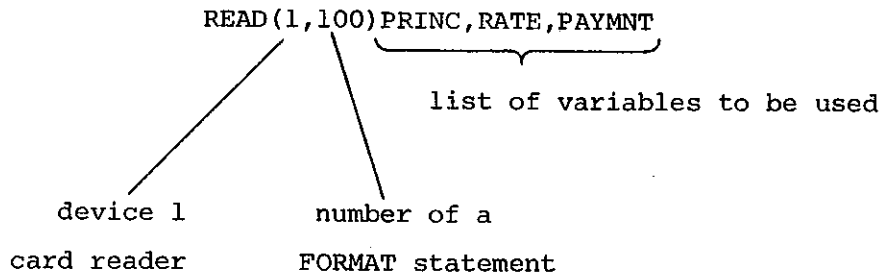 READ(1,100)PRINC,RATE,PAYMNT
list of variables to be used
device 1 number of a
card reader FORMAT statement